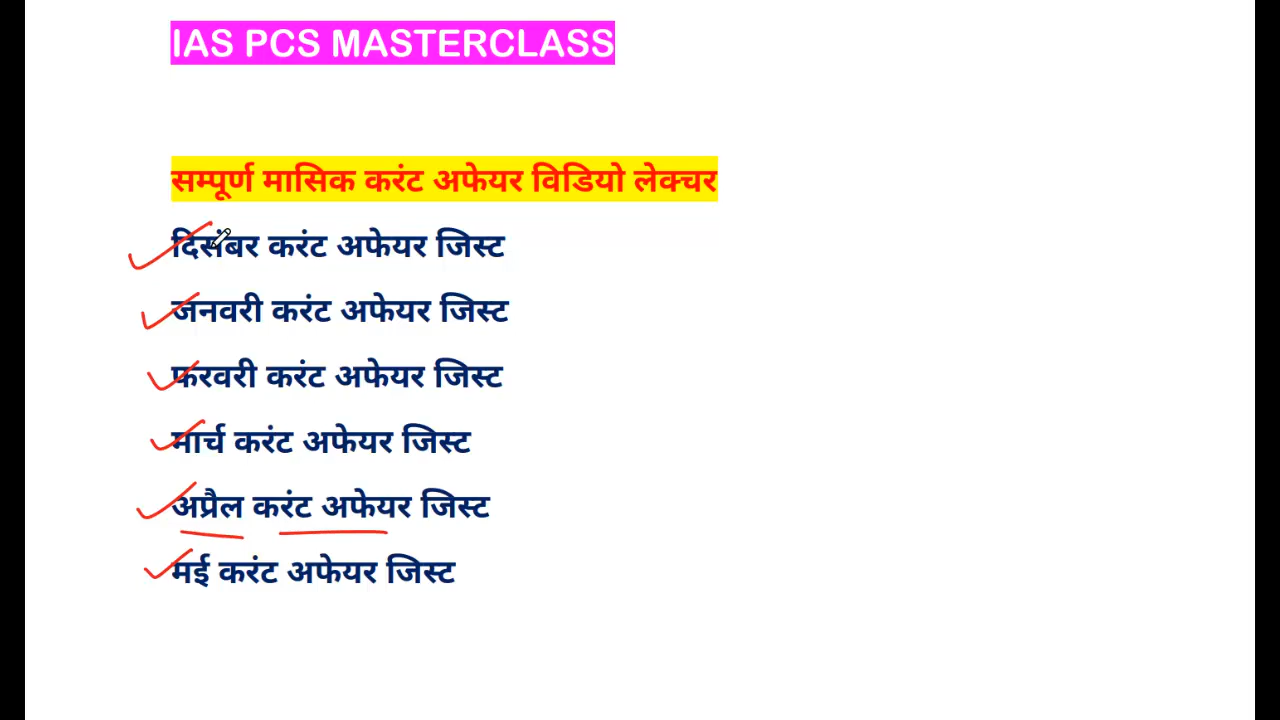 IAS PCS MASTERCLASS
सम्पूर्ण मासिक करंट अफेयर विडियो लेक्चर
दिसंबर करंट अफेयर जिस्ट
जनवरी करंट अफेयर जिस्ट
फरवरी करंट अफेयर जिस्ट
मार्च करंट अफेयर जिस्ट
अप्रैल करंट अफेयर जिस्ट
मई करंट अफेयर जिस्ट